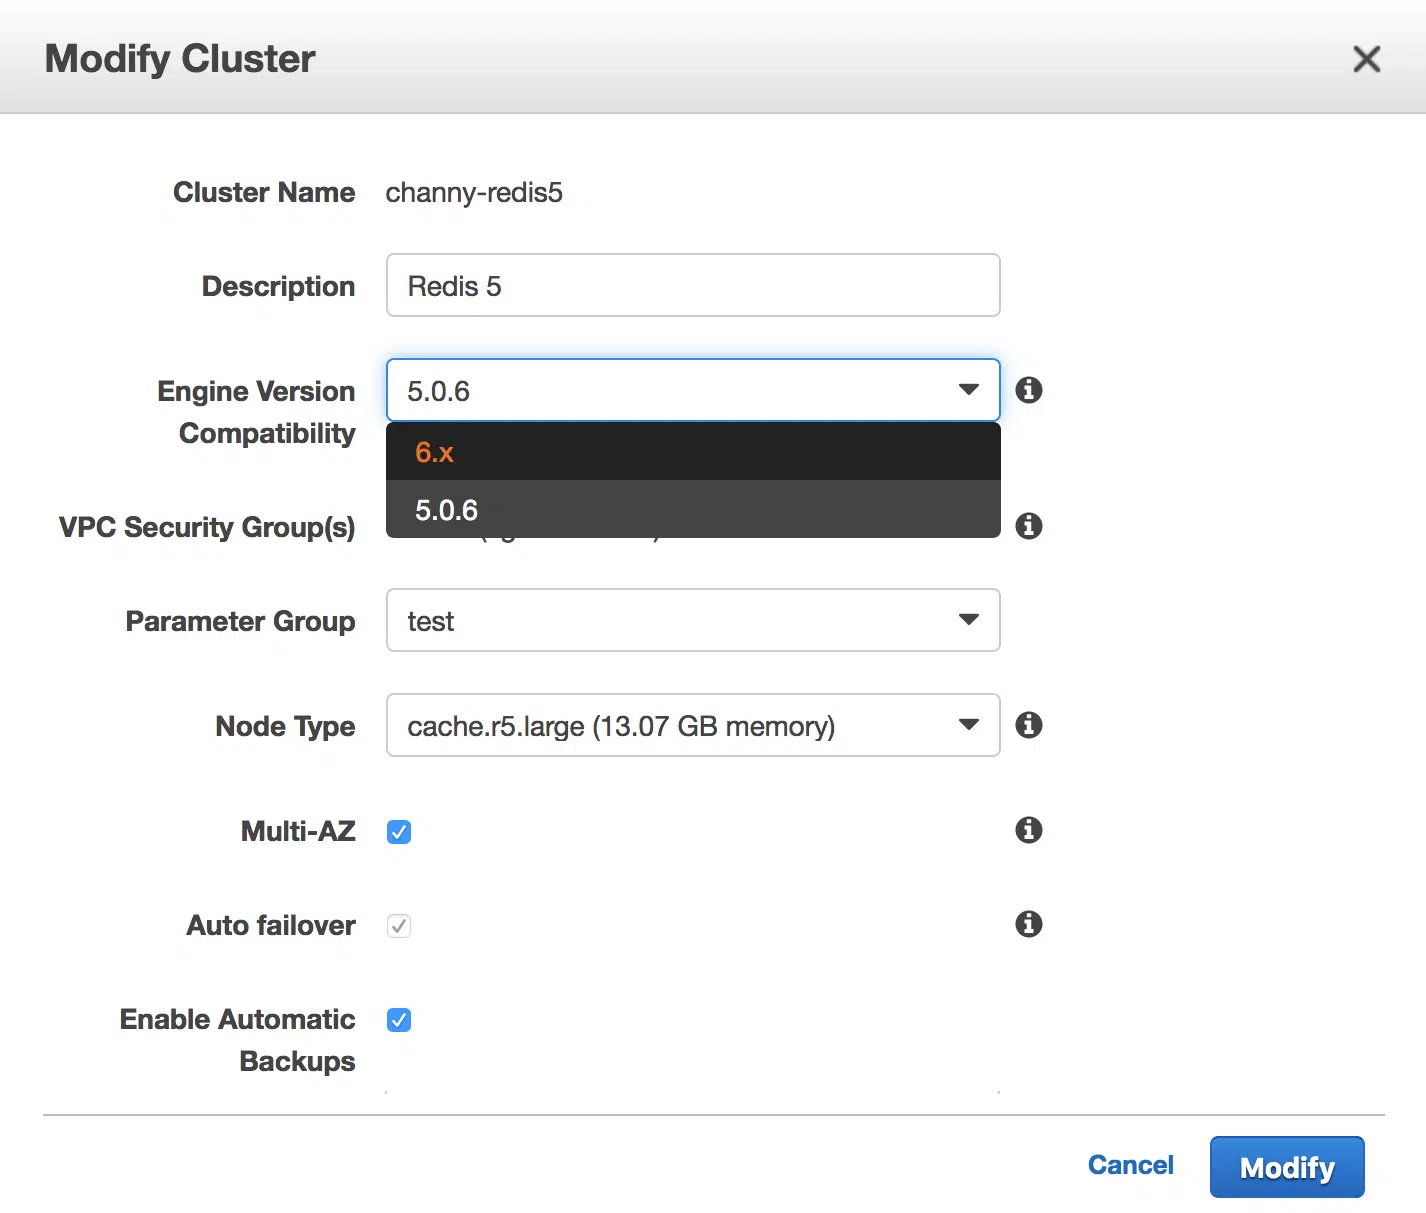 Modify Cluster
Cluster Name channy-redis5
Description Redis 5
Engine Version 5.0.6
Compatibility
6.x
5.0.6
VPC Security Group(s)
Parameter Group test
Node Type cache.r5.large (13.07 GB memory)
Multi-AZ
Auto failover
Enable Automatic
Backups
Cancel Modify